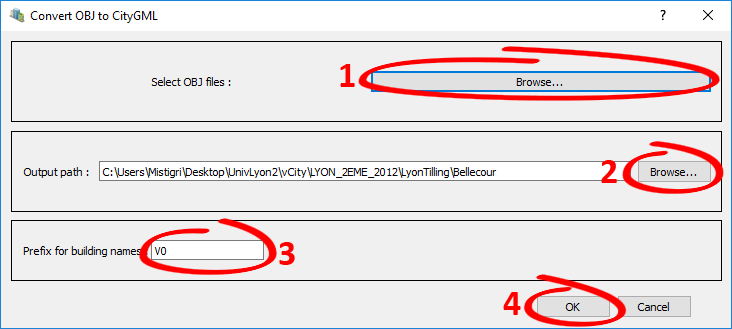 Convert OBJ to CityGML
? ×
1
Select OBJ files :
Browse...
Output path :
C:\Users\Mistigri\Desktop\UnivLyon2\vCity\LYON_2EME_2012\LyonTilling\Bellecour
2
Browse...
Prefix for building names
V0
3
4
OK
Cancel